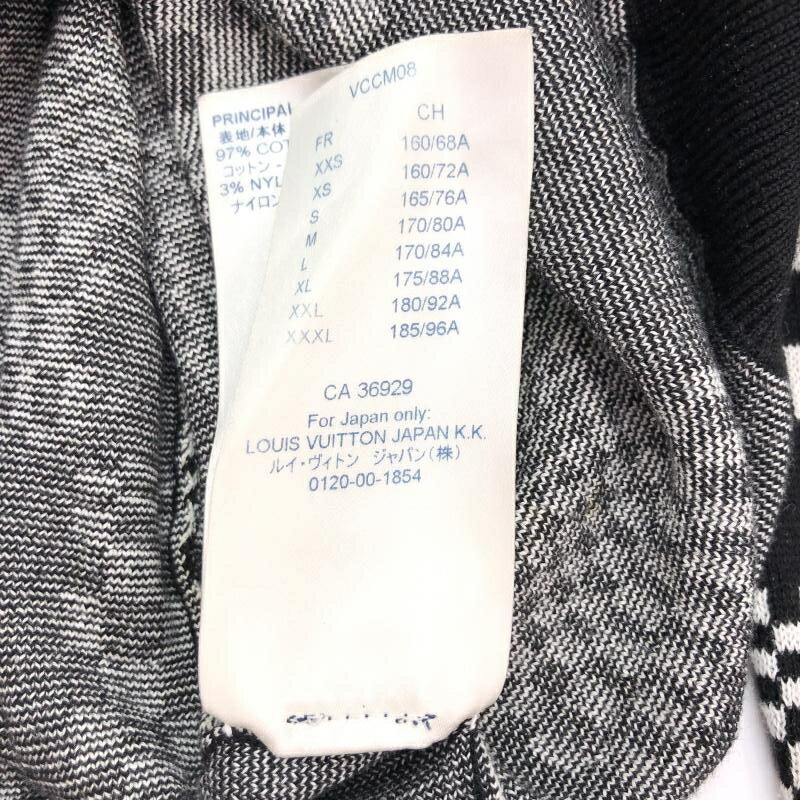 PRINCIPAL
表地/本体
97% COT
コットン -
3% NYL
ナイロン
VCCM08
FR CH
XXS 160/68A
XS 160/72A
S 165/76A
M 170/80A
L 170/84A
XL 175/88A
XXL 180/92A
XXXL 185/96A
CA 36929
For Japan only:
LOUIS VUITTON JAPAN K.K.
ルイ・ヴィトン ジャパン(株)
0120-00-1854